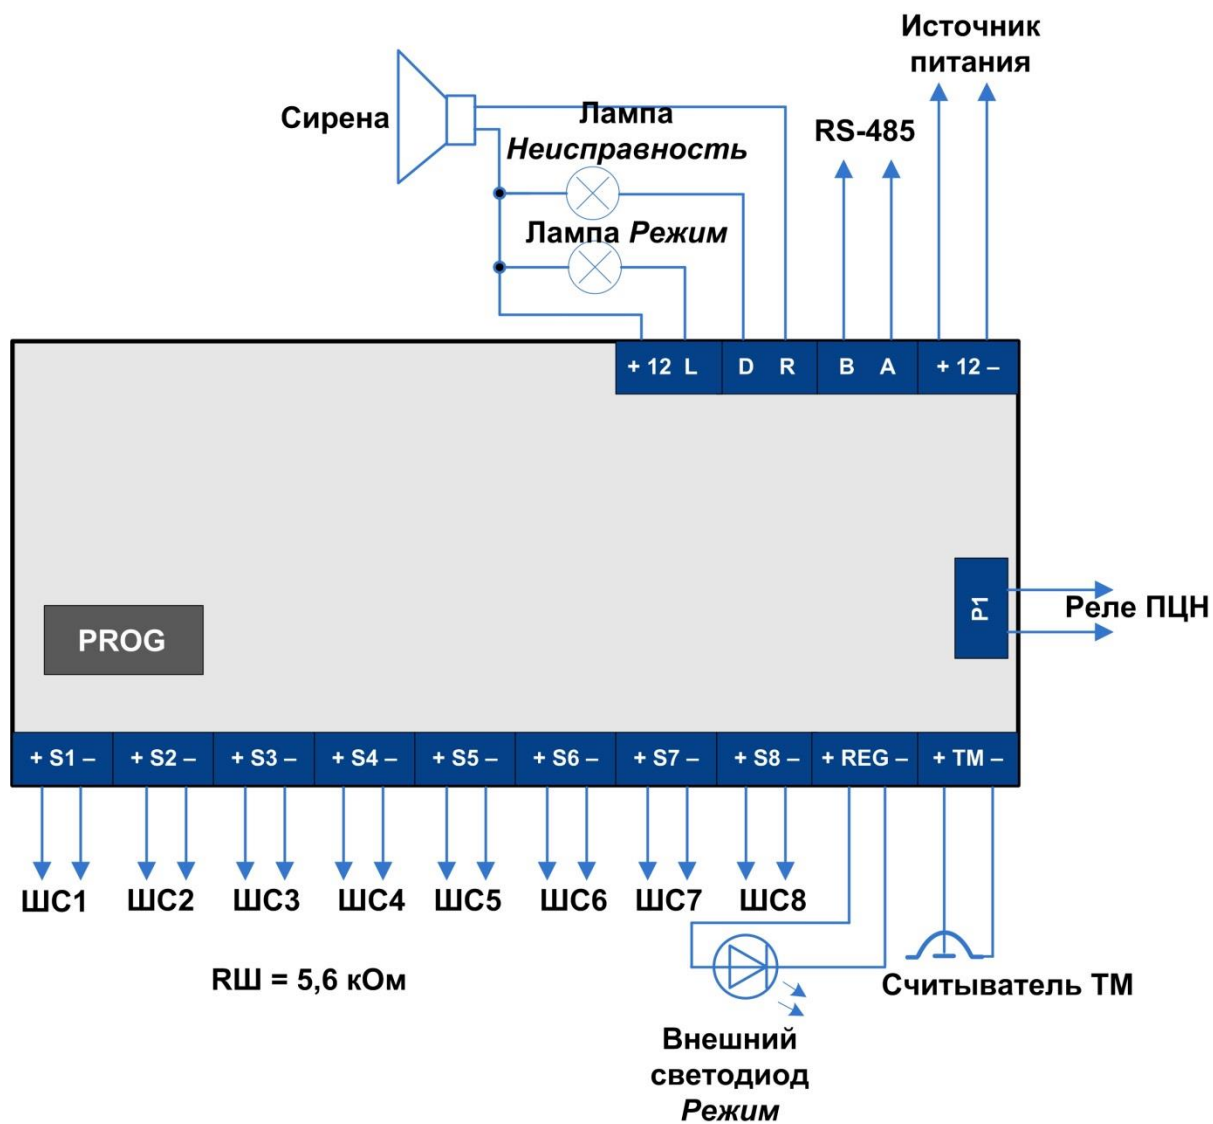 Источник
питания
Сирена
Лампа
Неисправность
RS-485
Лампа Режим
+ 12 L
D R
B A
+ 12 –
P1
Реле ПЦН
PROG
+ S1 –
+ S2 –
+ S3 –
+ S4 –
+ S5 –
+ S6 –
+ S7 –
+ S8 –
+ REG –
+ TM –
ШС1
ШС2
ШС3
ШС4
ШС5
ШС6
ШС7
ШС8
RШ = 5,6 кОм
Считыватель ТМ
Внешний
светодиод
Режим